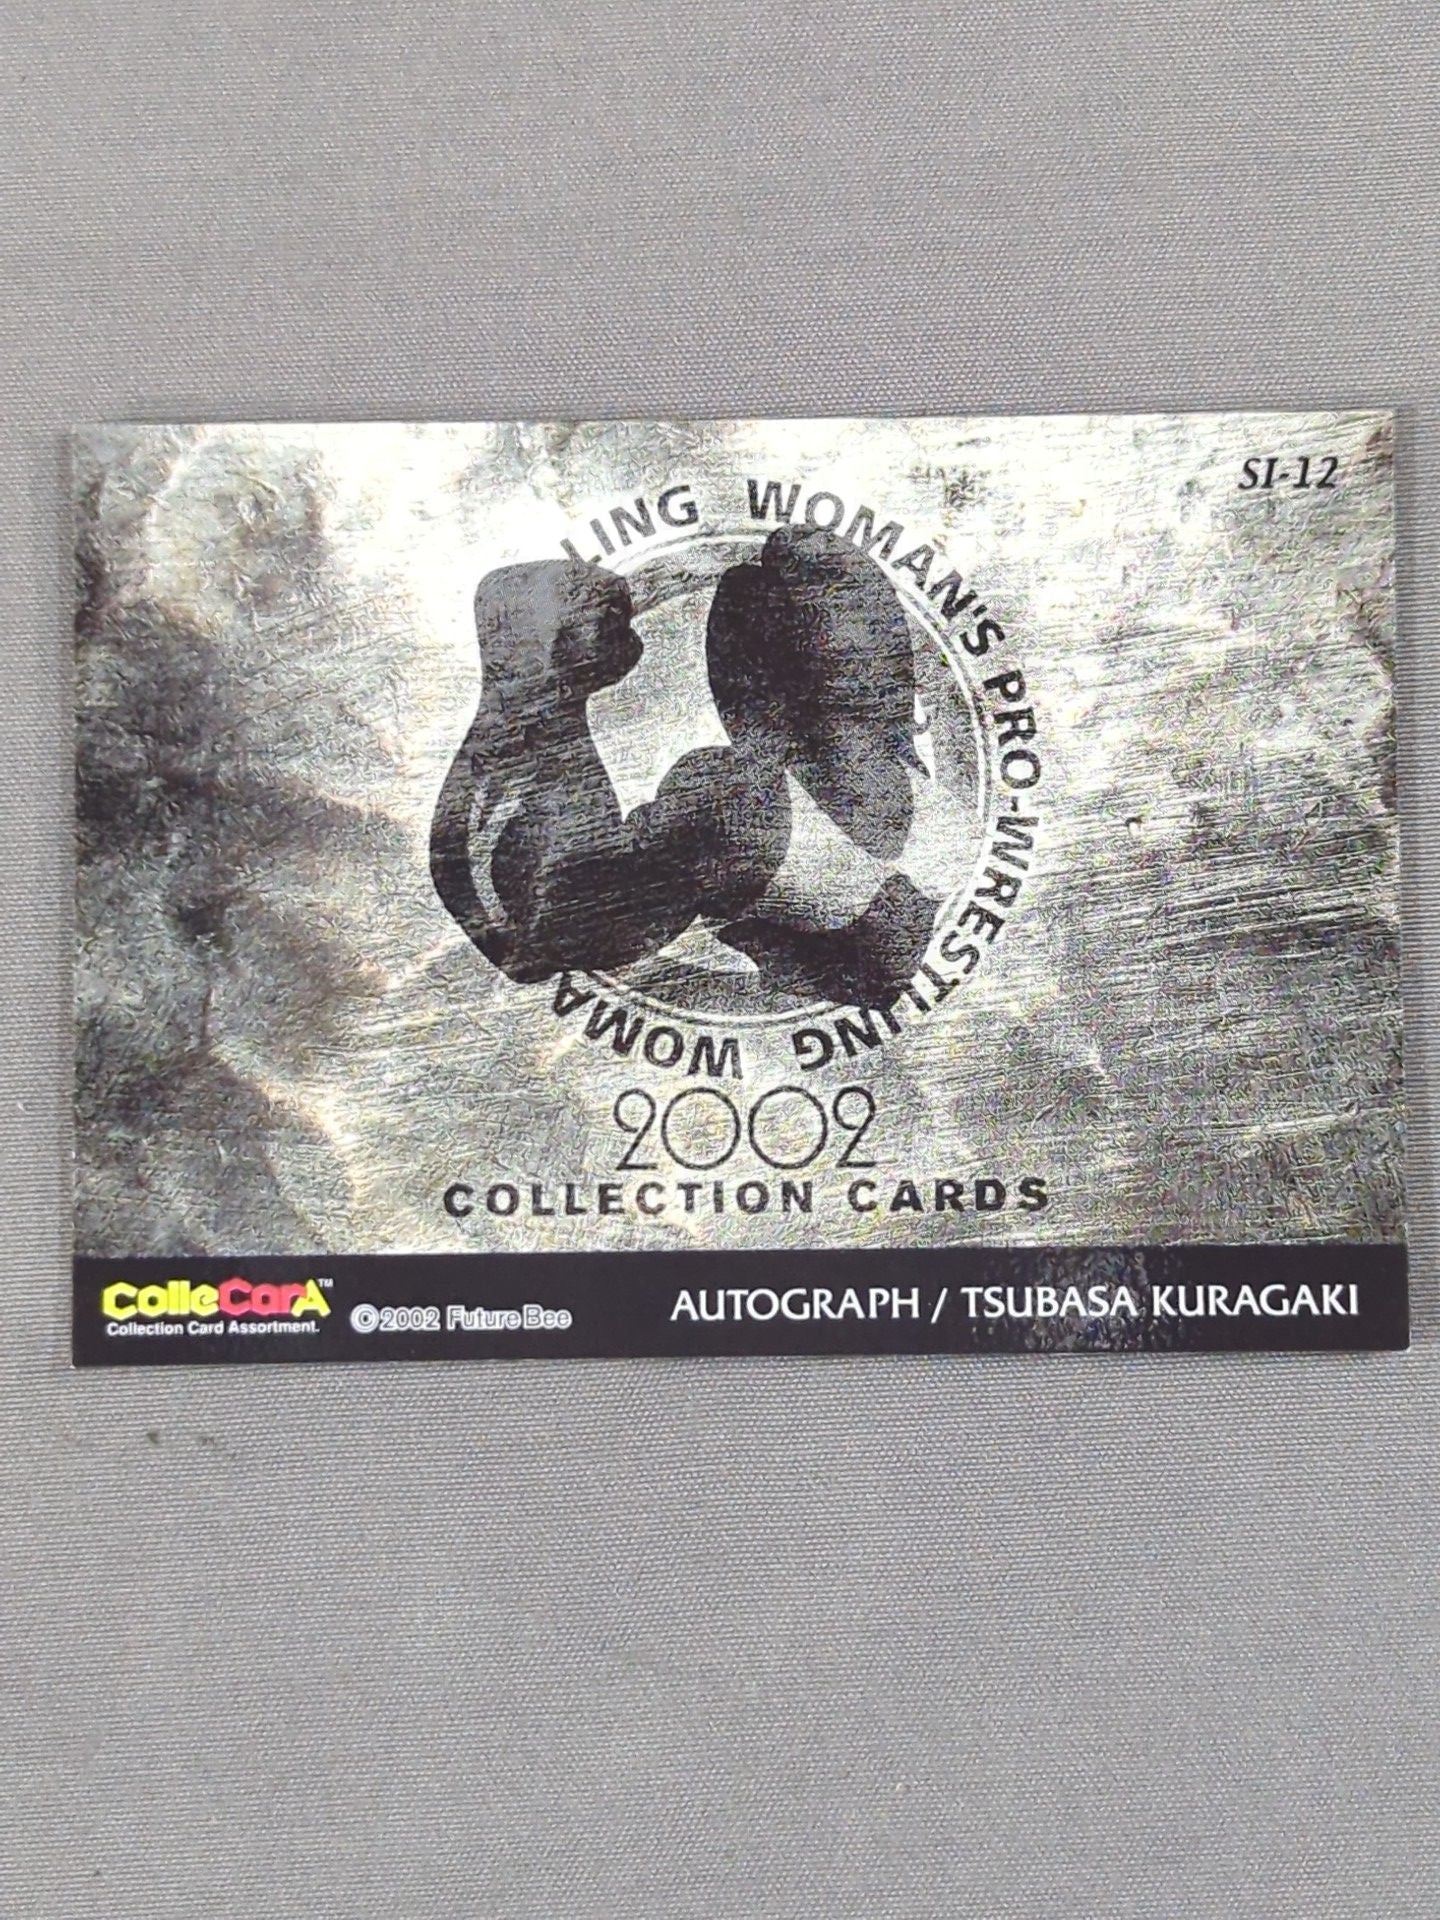 SI-12
LING WOMAN'S PRO-WRESTLING WOMA
2002
COLLECTION CARDS
ColleCarA™
Collection Card Assortment.
©2002 Future Bee
AUTOGRAPH / TSUBASA KURAGAKI